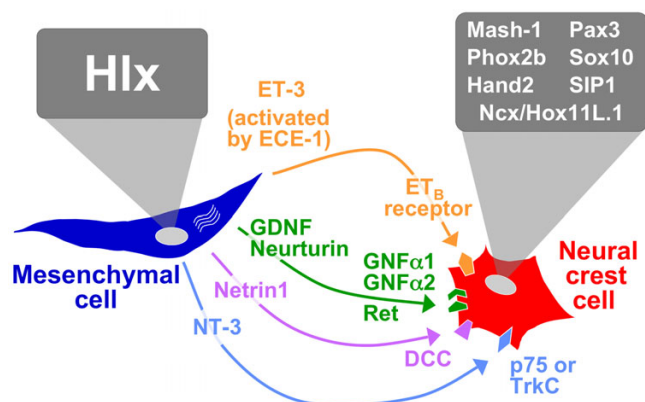 Hlx
Mash-1 Pax3
Phox2b Sox10
Hand2 SIP1
Ncx/Hox11L.1
ET-3
(activated
by ECE-1)
ETB
receptor
GDNF
Neurturin
GNFα1
GNFα2
Ret
Neural
crest
cell
Mesenchymal
cell
Netrin1
NT-3
DCC
p75 or
TrkC